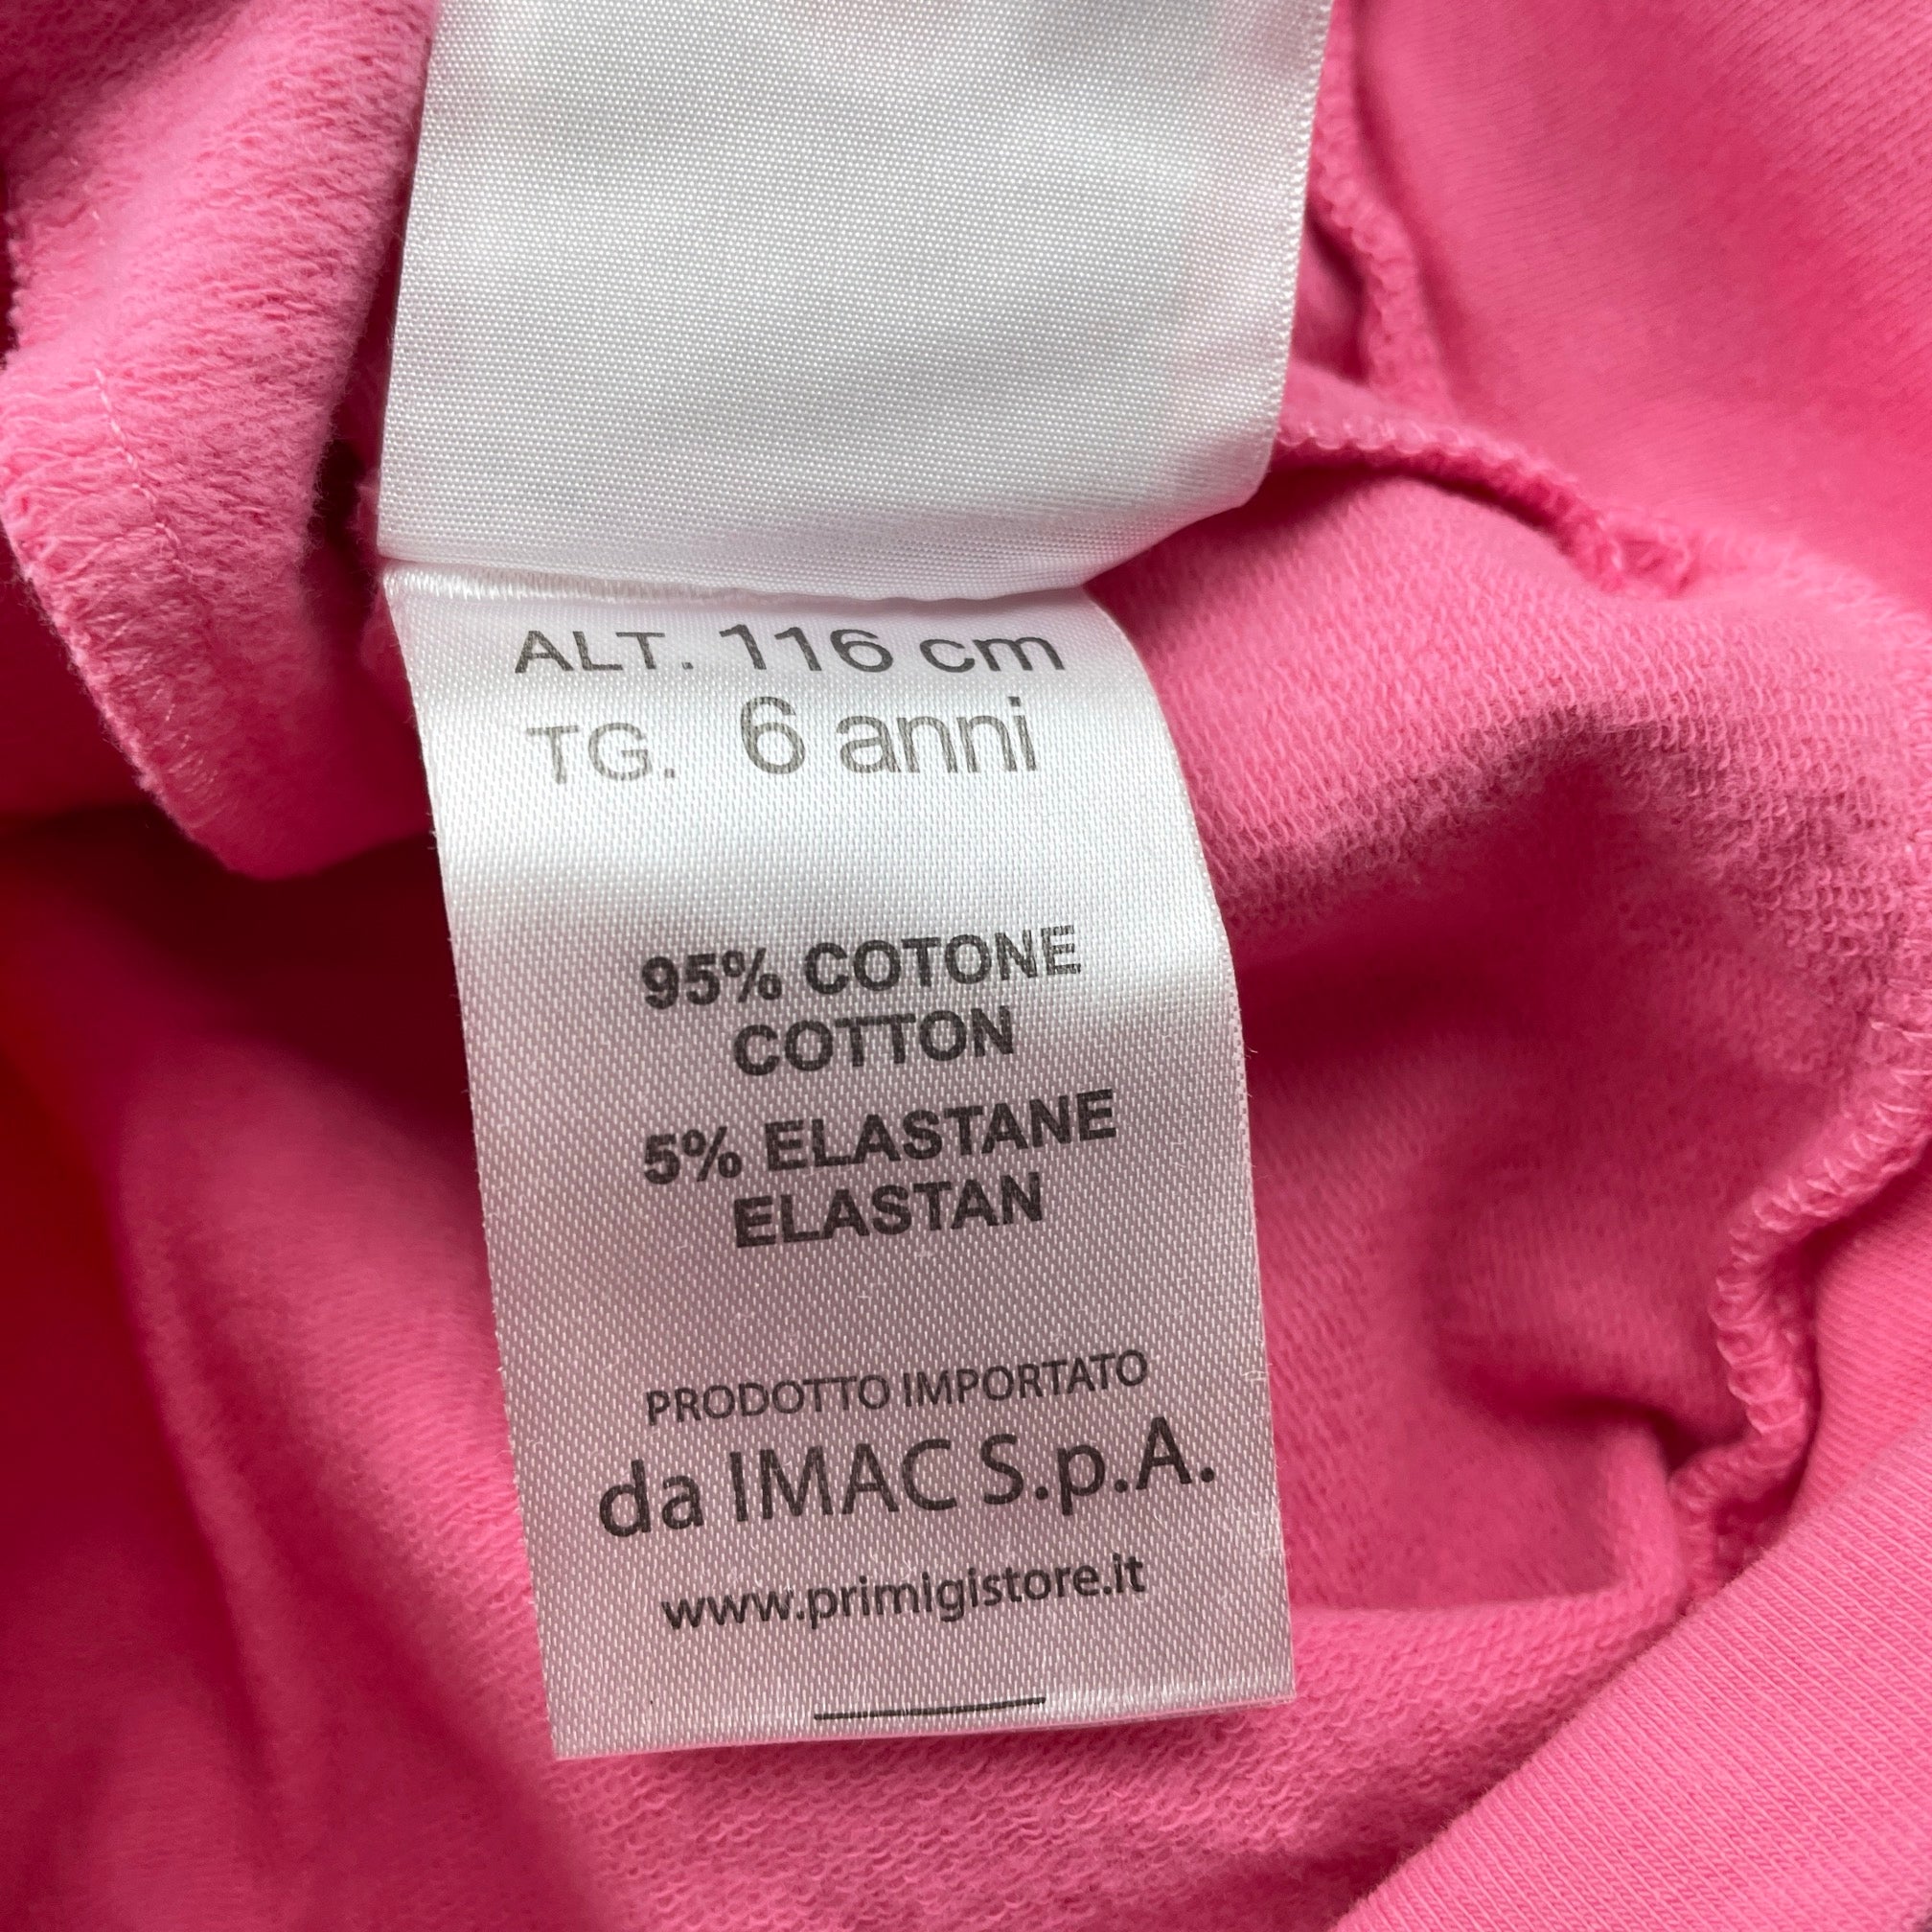 ALT. 116 cm
TG. 6 anni
95% COTONE
COTTON
5% ELASTANE
ELASTAN
PRODOTTO IMPORTATO
da IMAC S.p.A.
www.primigistore.it